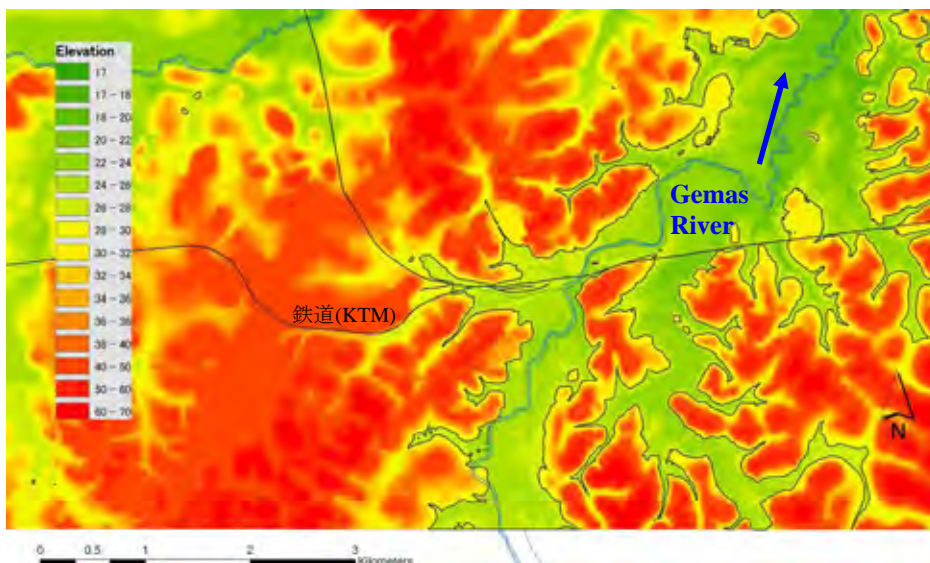 Elevation
17
17 - 18
18 - 20
20 - 22
22 - 24
24 - 26
26 - 28
28 - 30
30 - 32
32 - 34
34 - 36
36 - 38
38 - 40
40 - 50
50 - 60
60 - 70
Gemas
River
鉄道(KTM)
N
0 0.5 1 2 3
Kilometers